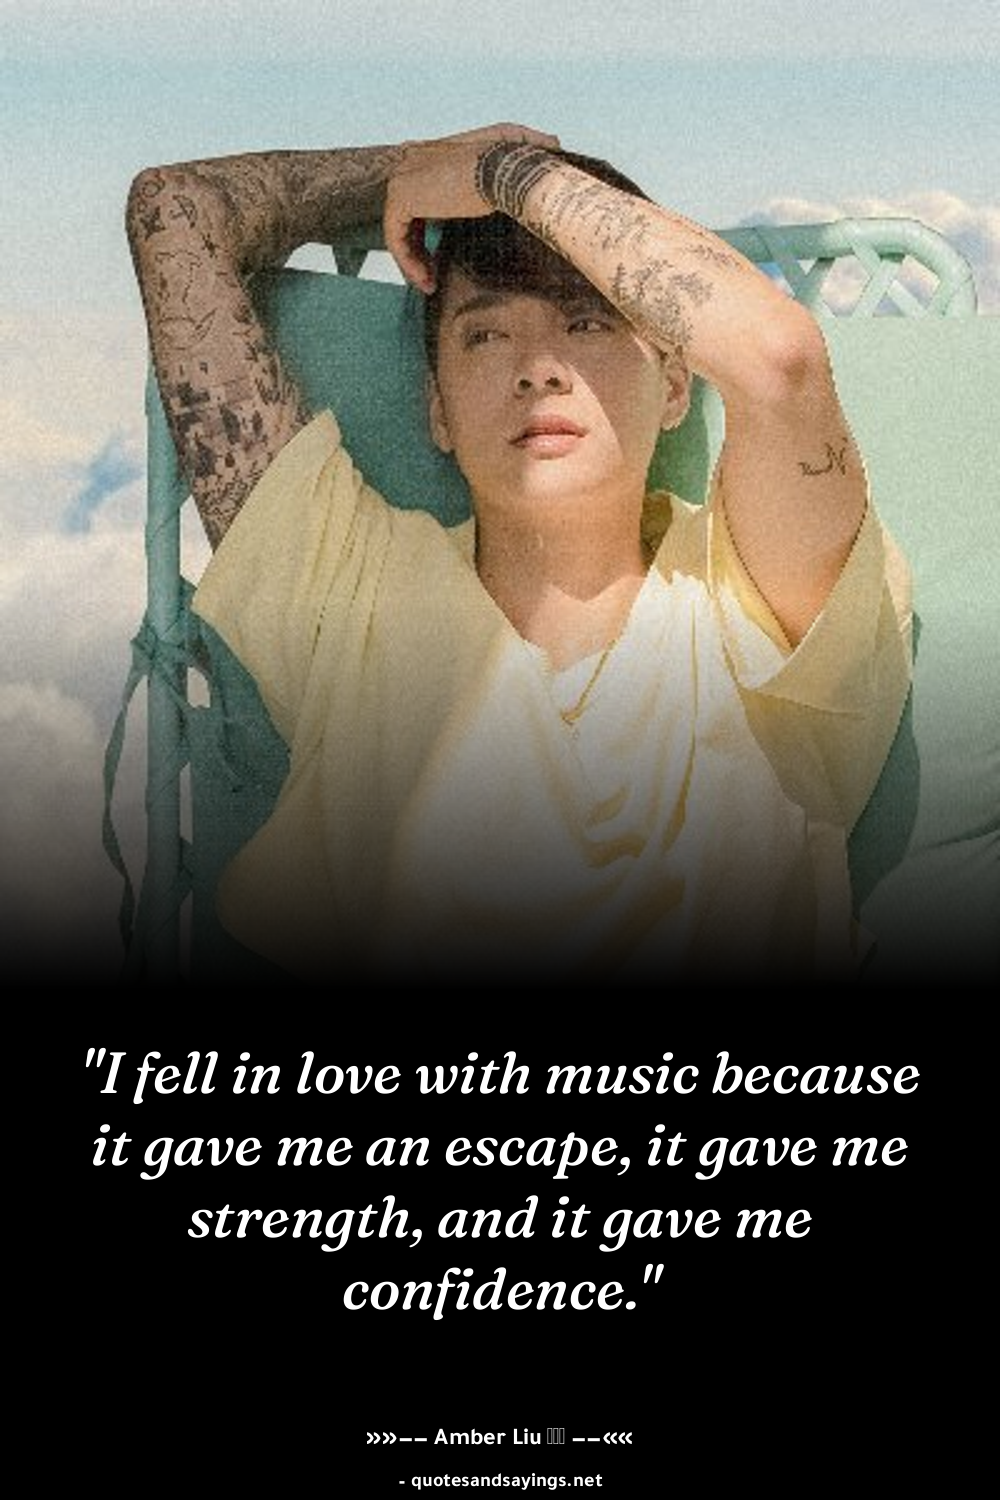 "I fell in love with music because
it gave me an escape, it gave me
strength, and it gave me
confidence."
»»–– Amber Liu ––««
- quotesandsayings.net